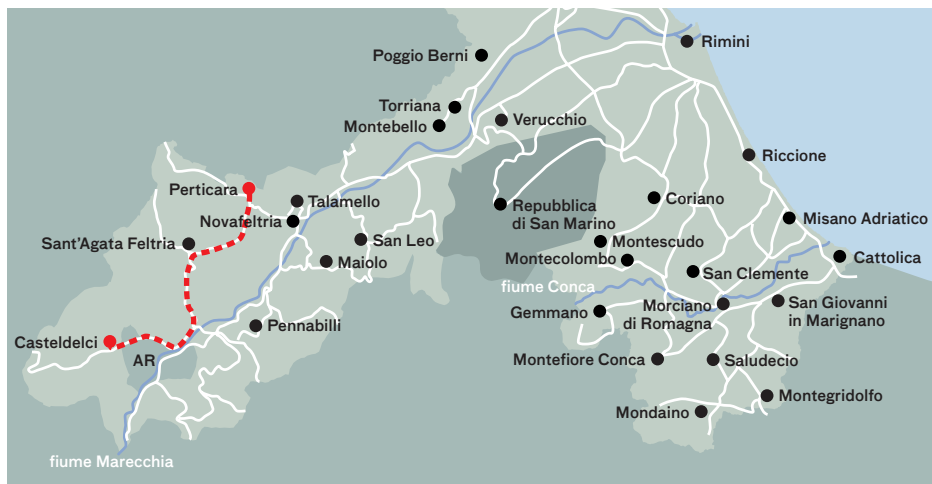 Rimini
Poggio Berni
Torriana
Montebello
Verucchio
Riccione
Perticara
Talamello
Novafeltria
Repubblica
di San Marino
Coriano
Misano Adriatico
Sant'Agata Feltria
San Leo
Maiolo
Montescudo
Montecolombo
San Clemente
Cattolica
fiume Conca
Gemmano
Morciano
di Romagna
San Giovanni
in Marignano
Pennabilli
Casteldelci
AR
Montefiore Conca
Saludecio
Montegridolfo
Mondaino
fiume Marecchia